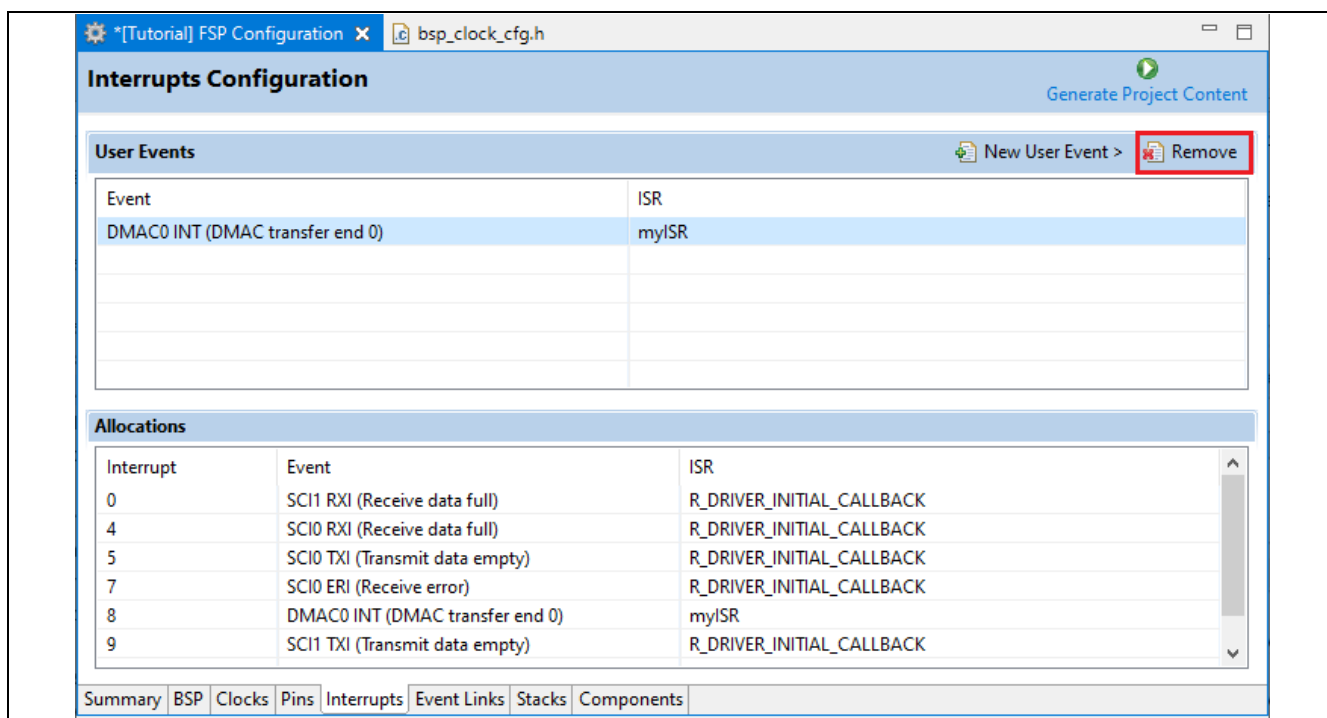 *[Tutorial] FSP Configuration bsp_clock_cfg.h
Interrupts Configuration
Generate Project Content
User Events New User Event > Remove
Event ISR
DMAC0 INT (DMAC transfer end 0) myISR
Allocations
Interrupt Event ISR
0 SCI1 RXI (Receive data full) R_DRIVER_INITIAL_CALLBACK
4 SCI0 RXI (Receive data full) R_DRIVER_INITIAL_CALLBACK
5 SCI0 TXI (Transmit data empty) R_DRIVER_INITIAL_CALLBACK
7 SCI0 ERI (Receive error) R_DRIVER_INITIAL_CALLBACK
8 DMAC0 INT (DMAC transfer end 0) myISR
9 SCI1 TXI (Transmit data empty) R_DRIVER_INITIAL_CALLBACK
Summary BSP Clocks Pins Interrupts Event Links Stacks Components